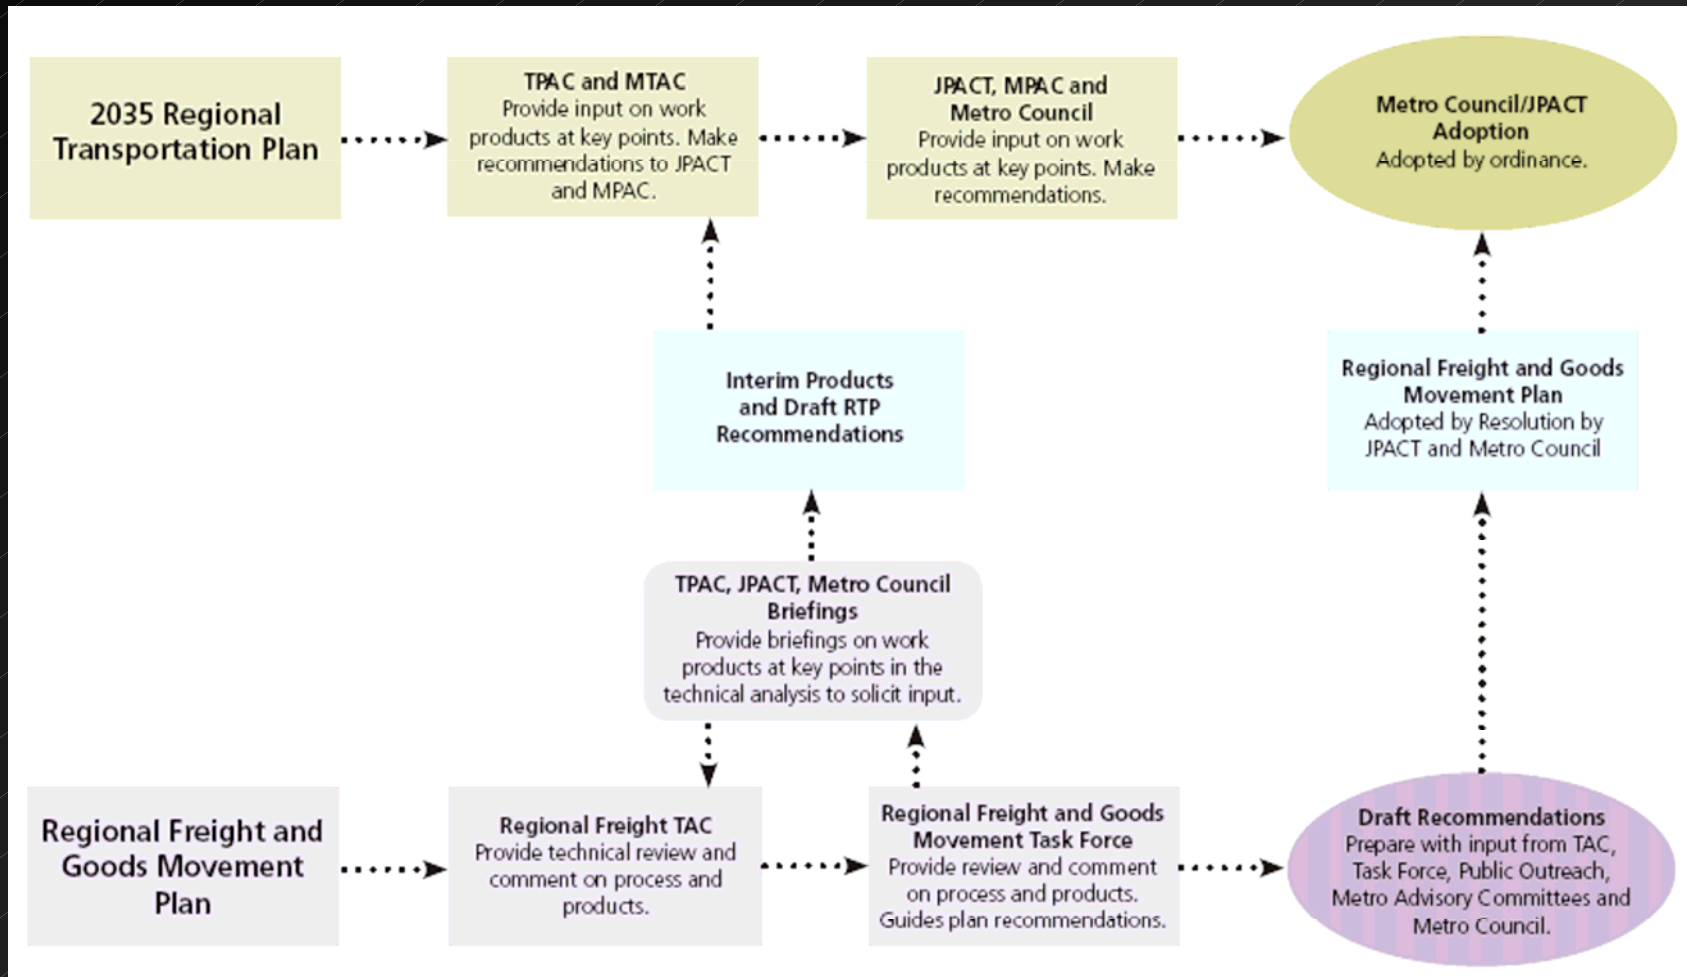 2035 Regional
Transportation Plan
TPAC and MTAC
Provide input on work
products at key points. Make
recommendations to JPACT
and MPAC.
JPACT, MPAC and
Metro Council
Provide input on work
products at key points. Make
recommendations.
Metro Council/JPACT
Adoption
Adopted by ordinance.
Interim Products
and Draft RTP
Recommendations
Regional Freight and Goods
Movement Plan
Adopted by Resolution by
JPACT and Metro Council
TPAC, JPACT, Metro Council
Briefings
Provide briefings on work
products at key points in the
technical analysis to solicit input.
Regional Freight and
Goods Movement
Plan
Regional Freight TAC
Provide technical review and
comment on process and
products.
Regional Freight and Goods
Movement Task Force
Provide review and comment
on process and products.
Guides plan recommendations.
Draft Recommendations
Prepare with input from TAC,
Task Force, Public Outreach,
Metro Advisory Committees and
Metro Council.